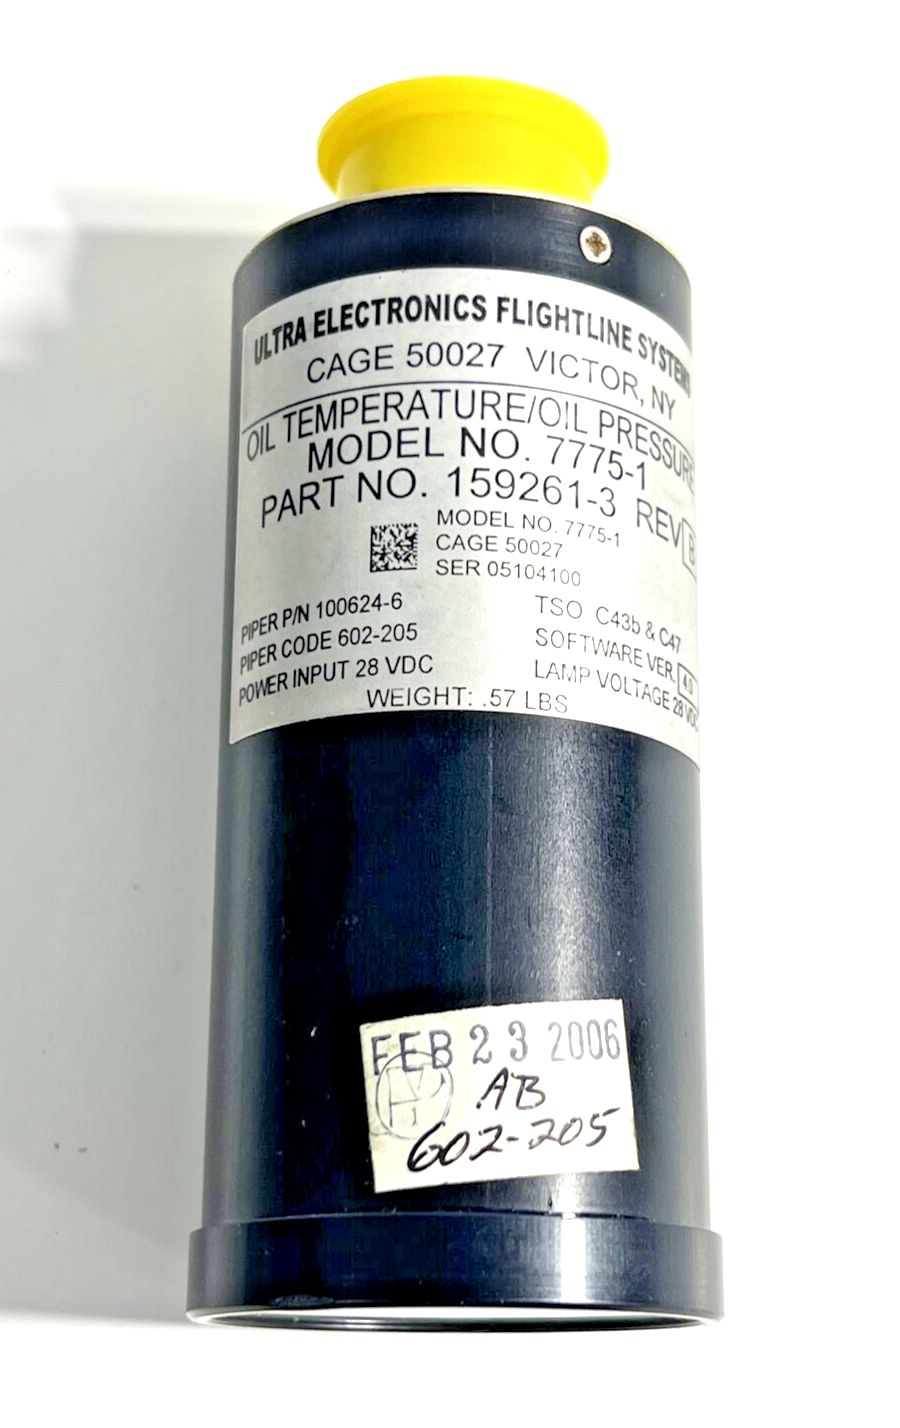 ULTRA ELECTRONICS FLIGHTLINE SYSTEMS
CAGE 50027 VICTOR, NY
OIL TEMPERATURE/OIL PRESSURE
MODEL NO. 7775-1
PART NO. 159261-3 REV B
MODEL NO. 7775-1
CAGE 50027
SER 05104100
PIPER P/N 100624-6
PIPER CODE 602-205
POWER INPUT 28 VDC
TSO C43b & C47
SOFTWARE VER. 4.0
LAMP VOLTAGE 28 VDC
WEIGHT: .57 LBS
FEB 23 2006
AB
602-205